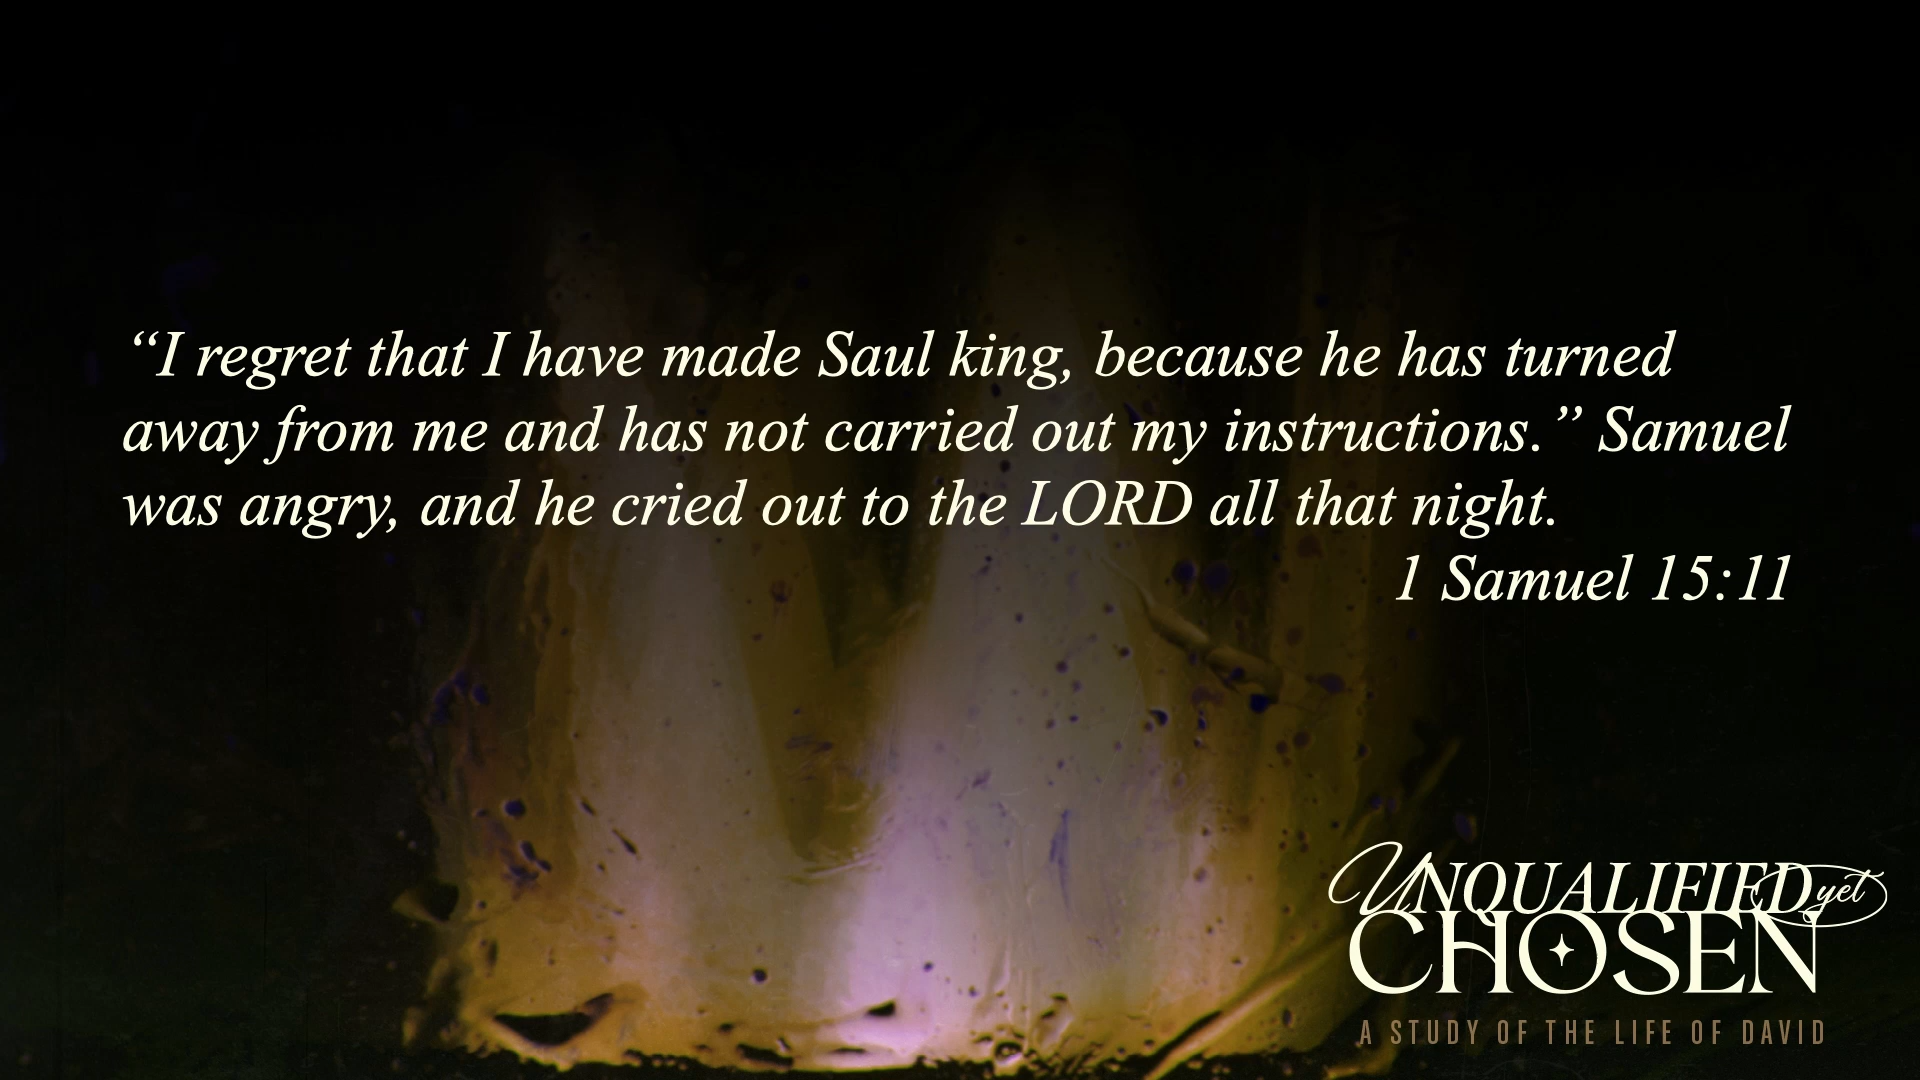 “I regret that I have made Saul king, because he has turned
away from me and has not carried out my instructions.” Samuel
was angry, and he cried out to the LORD all that night.
1 Samuel 15:11
UNQUALIFIED yet
CHOSEN
A STUDY OF THE LIFE OF DAVID